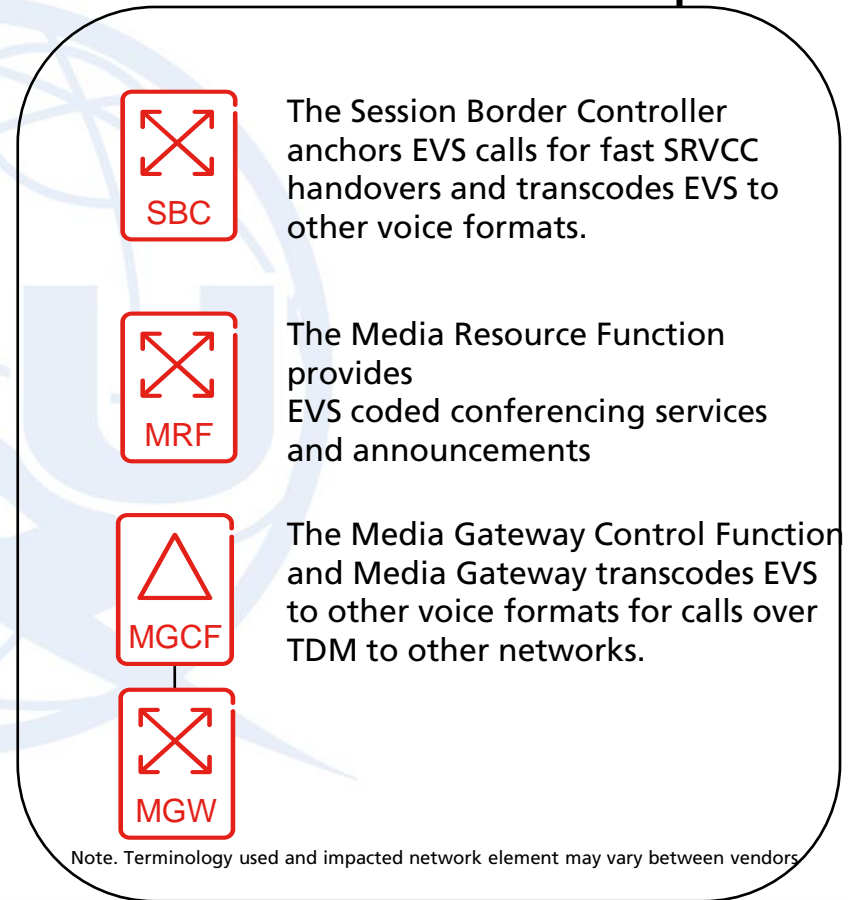 The Session Border Controller
anchors EVS calls for fast SRVCC
handovers and transcodes EVS to
other voice formats.
SBC
The Media Resource Function
provides
EVS coded conferencing services
and announcements
MRF
The Media Gateway Control Function
and Media Gateway transcodes EVS
to other voice formats for calls over
TDM to other networks.
MGCF
MGW
Note. Terminology used and impacted network element may vary between vendors